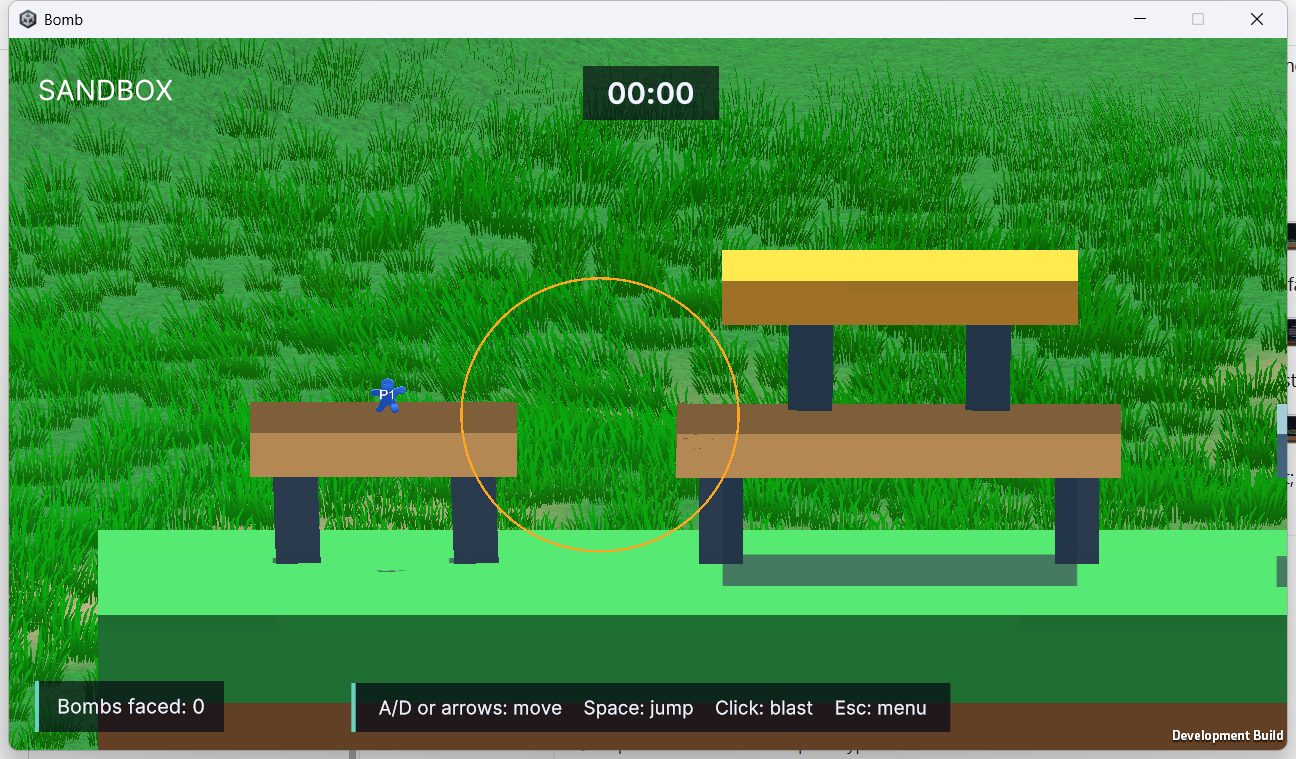 Bomb
SANDBOX
00:00
P1
Bombs faced: 0
A/D or arrows: move Space: jump Click: blast Esc: menu
Development Build